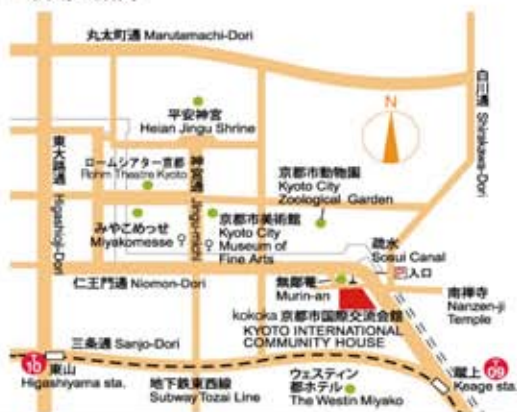 丸太町通 Marutamachi-Dori
白川通 Shirakawa-Dori
N
平安神宮
Heian Jingu Shrine
東大路通 Higashioji-Dori
ロームシアター京都
Rohm Theatre Kyoto
神宮道 Jingu-michi
京都市動物園
Kyoto City
Zoological Garden
みやこめっせ
Miyakomesse
京都市美術館
Kyoto City
Museum of
Fine Arts
疏水
Sosui Canal
入口
仁王門通 Niomon-Dori
無鄰菴
Murin-an
南禅寺
Nanzen-ji
Temple
kokoka 京都市国際交流会館
KYOTO INTERNATIONAL
COMMUNITY HOUSE
三条通 Sanjo-Dori
T
10
東山
Higashiyama sta.
地下鉄東西線
Subway Tozai Line
ウェスティン
都ホテル
The Westin Miyako
蹴上
Keage sta.
T
09